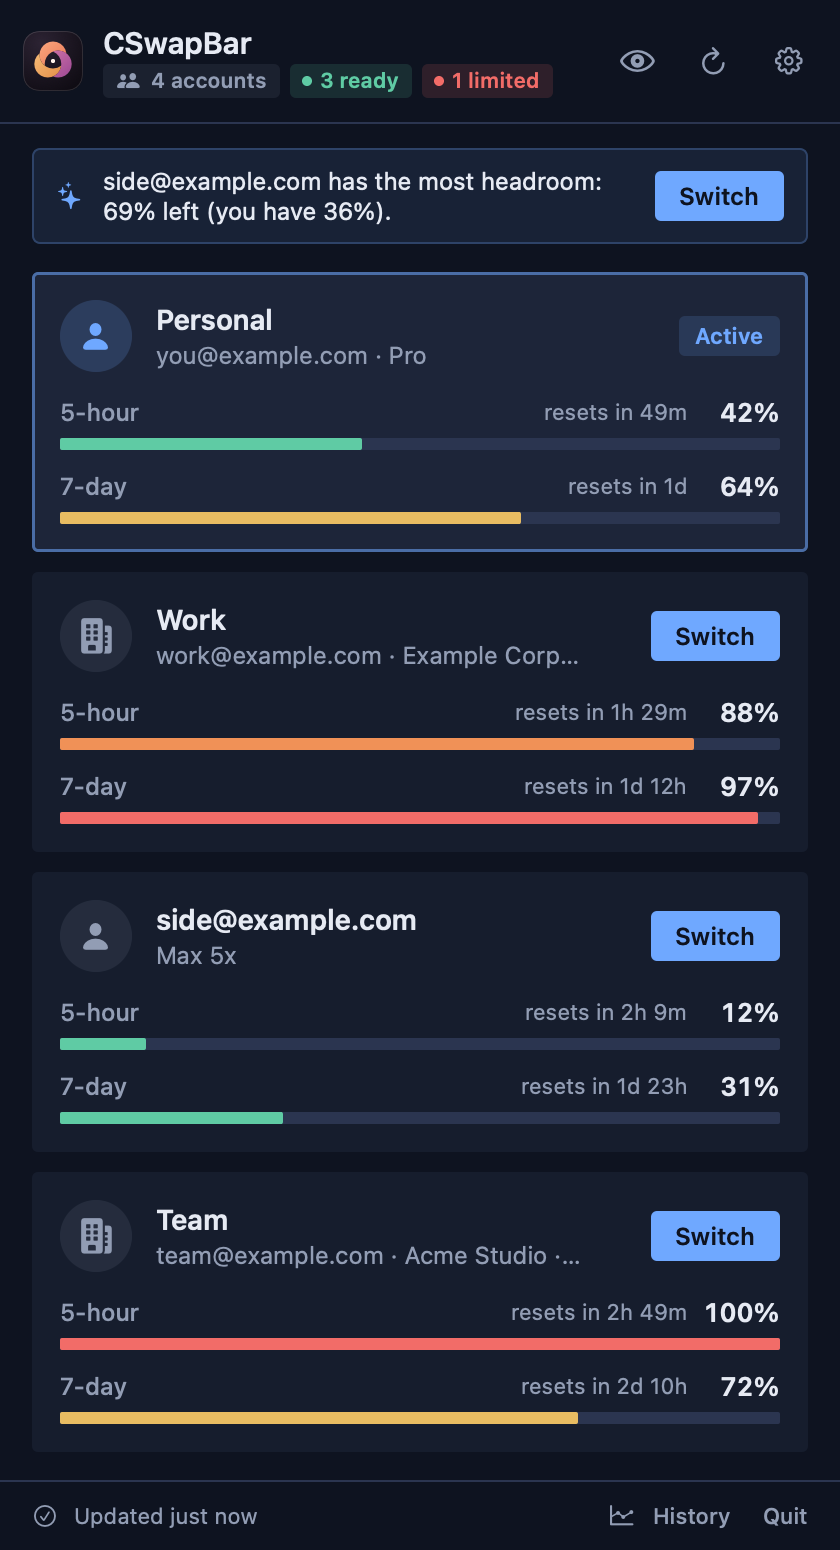 CSwapBar
4 accounts
3 ready
1 limited
side@example.com has the most headroom:
69% left (you have 36%).
Switch
Personal
you@example.com · Pro
Active
5-hour resets in 49m 42%
7-day resets in 1d 64%
Work
work@example.com · Example Corp...
Switch
5-hour resets in 1h 29m 88%
7-day resets in 1d 12h 97%
side@example.com
Max 5x
Switch
5-hour resets in 2h 9m 12%
7-day resets in 1d 23h 31%
Team
team@example.com · Acme Studio ·...
Switch
5-hour resets in 2h 49m 100%
7-day resets in 2d 10h 72%
Updated just now
History
Quit